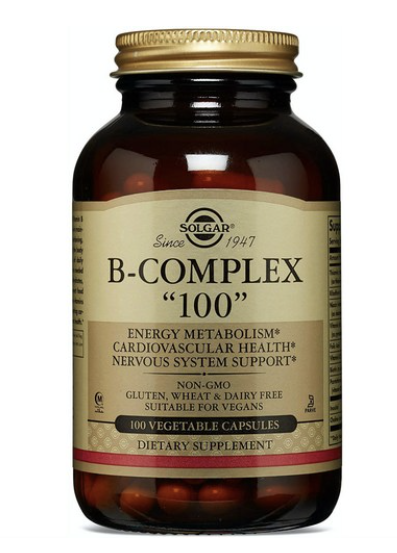 SOLGAR®
Since 1947
B-COMPLEX
“100”
ENERGY METABOLISM*
CARDIOVASCULAR HEALTH*
NERVOUS SYSTEM SUPPORT*
NON-GMO
GLUTEN, WHEAT & DAIRY FREE
SUITABLE FOR VEGANS
100 VEGETABLE CAPSULES
DIETARY SUPPLEMENT